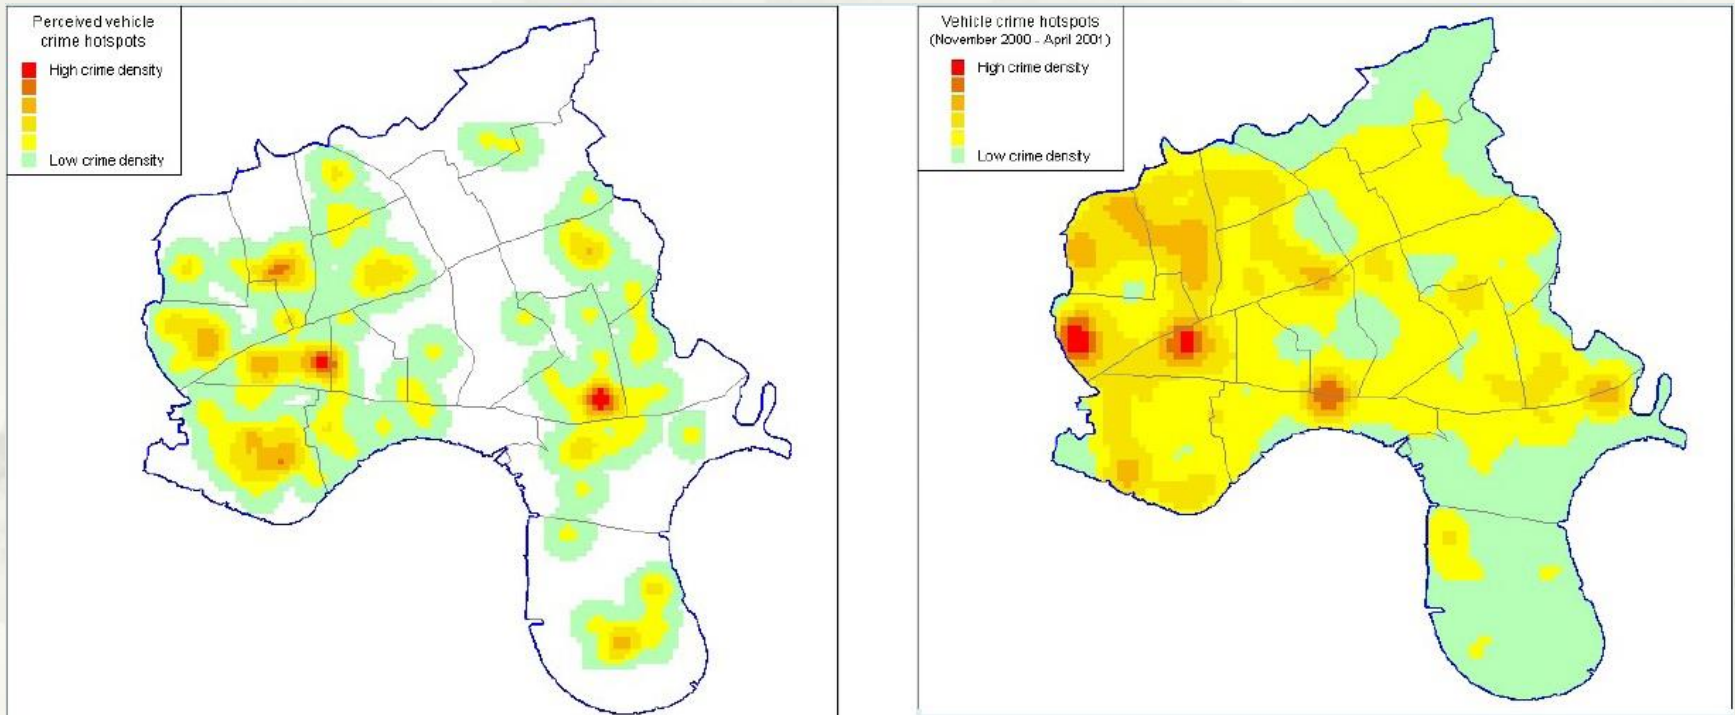 Perceived vehicle
crime hotspots
High crime density
Low crime density
Vehicle crime hotspots
(November 2000 - April 2001)
High crime density
Low crime density